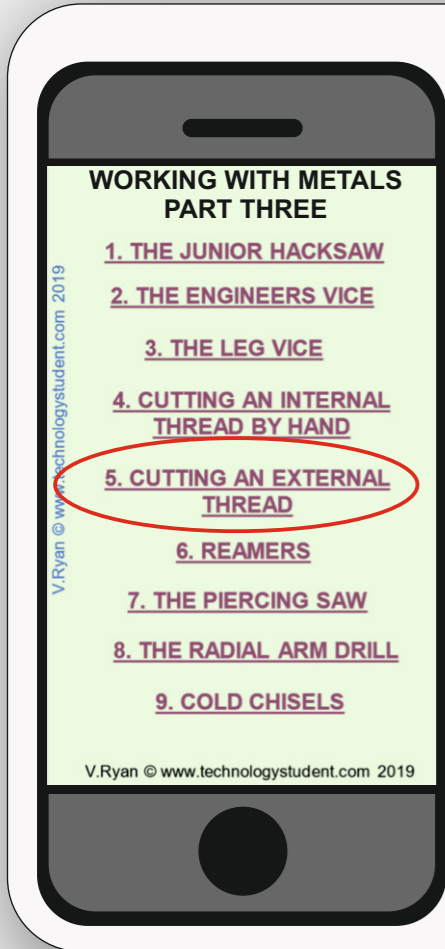 WORKING WITH METALS
PART THREE
1. THE JUNIOR HACKSAW
2. THE ENGINEERS VICE
3. THE LEG VICE
4. CUTTING AN INTERNAL
THREAD BY HAND
5. CUTTING AN EXTERNAL
THREAD
6. REAMERS
7. THE PIERCING SAW
8. THE RADIAL ARM DRILL
9. COLD CHISELS
V.Ryan © www.technologystudent.com 2019
V.Ryan © www.technologystudent.com 2019